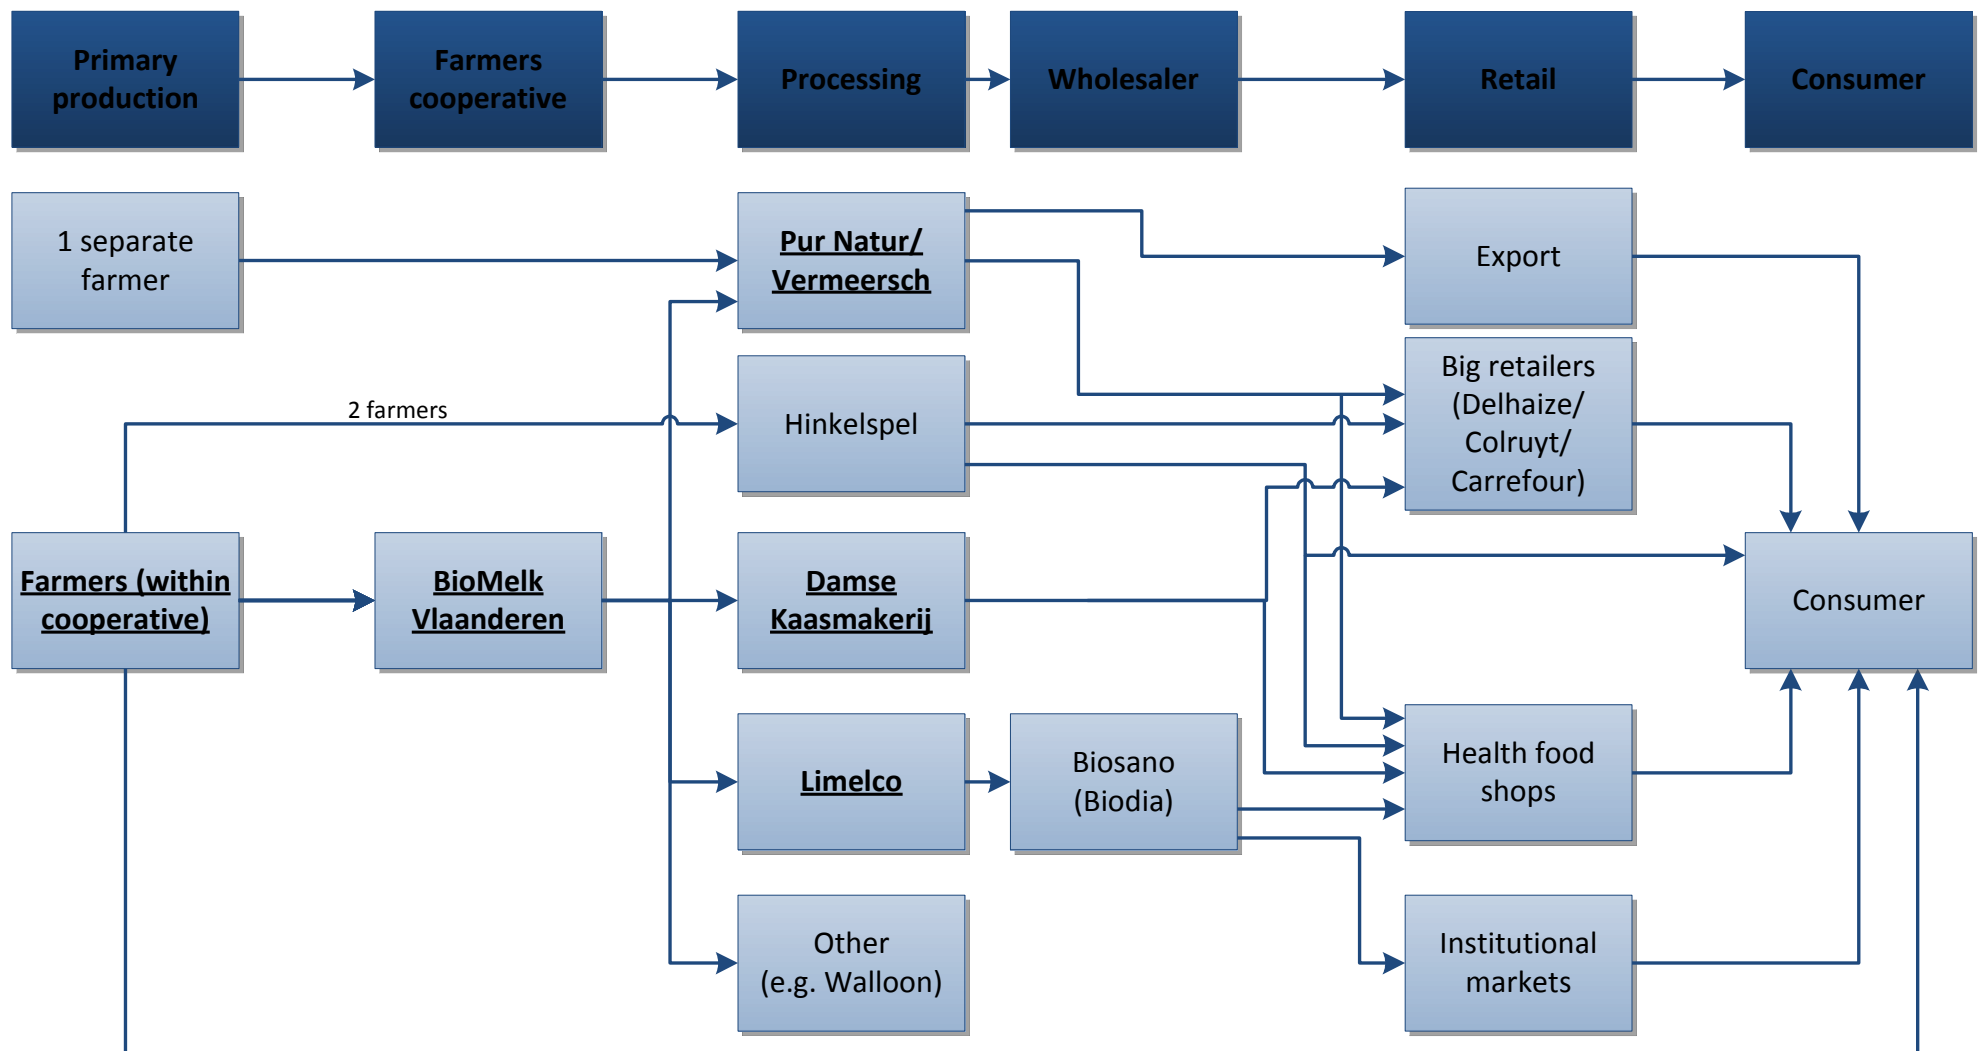 Primary
production
Farmers
cooperative
Processing
Wholesaler
Retail
Consumer
1 separate
farmer
Pur Natur/
Vermeersch
Export
2 farmers
Hinkelspel
Big retailers
(Delhaize/
Colruyt/
Carrefour)
Farmers (within
cooperative)
BioMelk
Vlaanderen
Damse
Kaasmakerij
Consumer
Limelco
Biosano
(Biodia)
Health food
shops
Other
(e.g. Walloon)
Institutional
markets